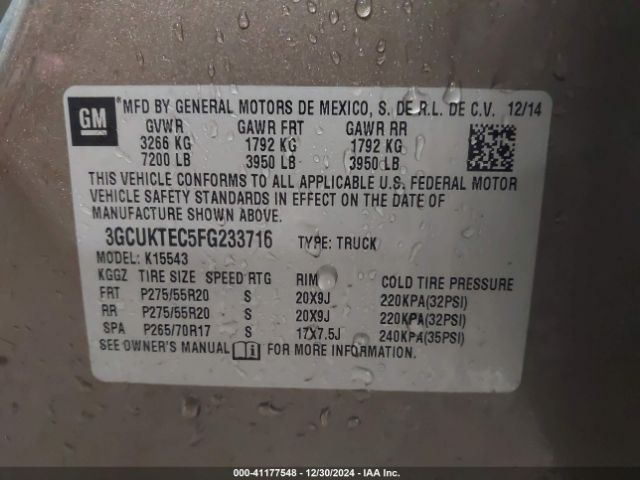 GM
MFD BY GENERAL MOTORS DE MEXICO, S. DE R.L. DE C.V. 12/14
GVWR GAWR FRT GAWR RR
3266 KG 1792 KG 1792 KG
7200 LB 3950 LB 3950 LB
THIS VEHICLE CONFORMS TO ALL APPLICABLE U.S. FEDERAL MOTOR
VEHICLE SAFETY STANDARDS IN EFFECT ON THE DATE OF
MANUFACTURE SHOWN ABOVE.
3GCUKTEC5FG233716 TYPE: TRUCK
MODEL: K15543
KGGZ TIRE SIZE SPEED RTG RIM COLD TIRE PRESSURE
FRT P275/55R20 S 20X9J 220KPA(32PSI)
RR P275/55R20 S 20X9J 220KPA(32PSI)
SPA P265/70R17 S 17X7.5J 240KPA(35PSI)
SEE OWNER'S MANUAL FOR MORE INFORMATION.
000-41177548 - 12/30/2024 - IAA Inc.